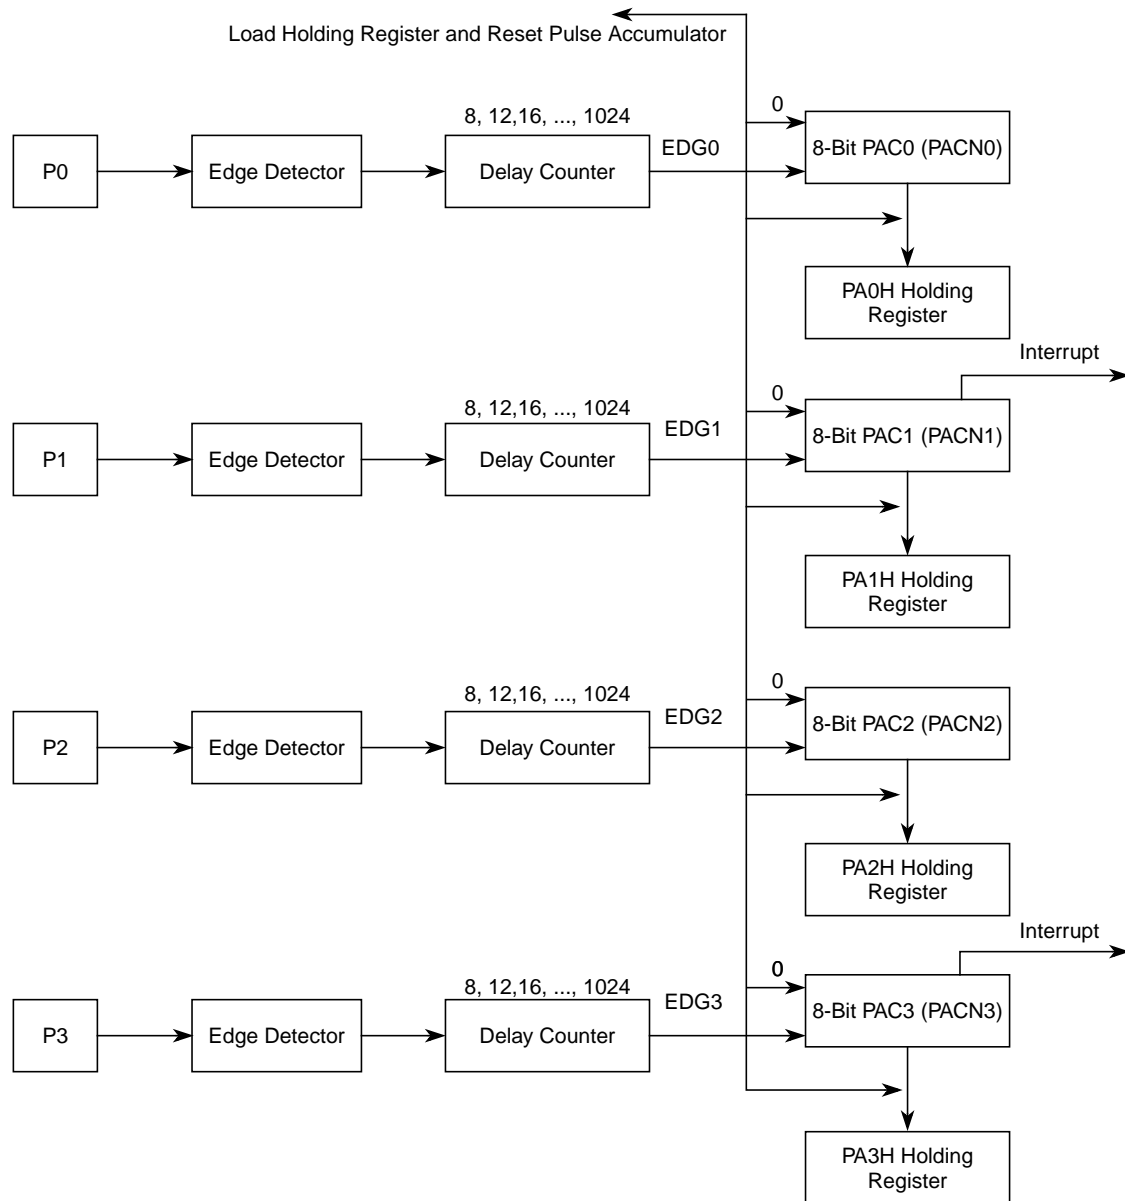 Load Holding Register and Reset Pulse Accumulator
8, 12,16, ..., 1024
0
P0
Edge Detector
Delay Counter
EDG0
8-Bit PAC0 (PACN0)
PA0H Holding
Register
Interrupt
8, 12,16, ..., 1024
0
P1
Edge Detector
Delay Counter
EDG1
8-Bit PAC1 (PACN1)
PA1H Holding
Register
8, 12,16, ..., 1024
0
P2
Edge Detector
Delay Counter
EDG2
8-Bit PAC2 (PACN2)
PA2H Holding
Register
Interrupt
8, 12,16, ..., 1024
0
P3
Edge Detector
Delay Counter
EDG3
8-Bit PAC3 (PACN3)
PA3H Holding
Register